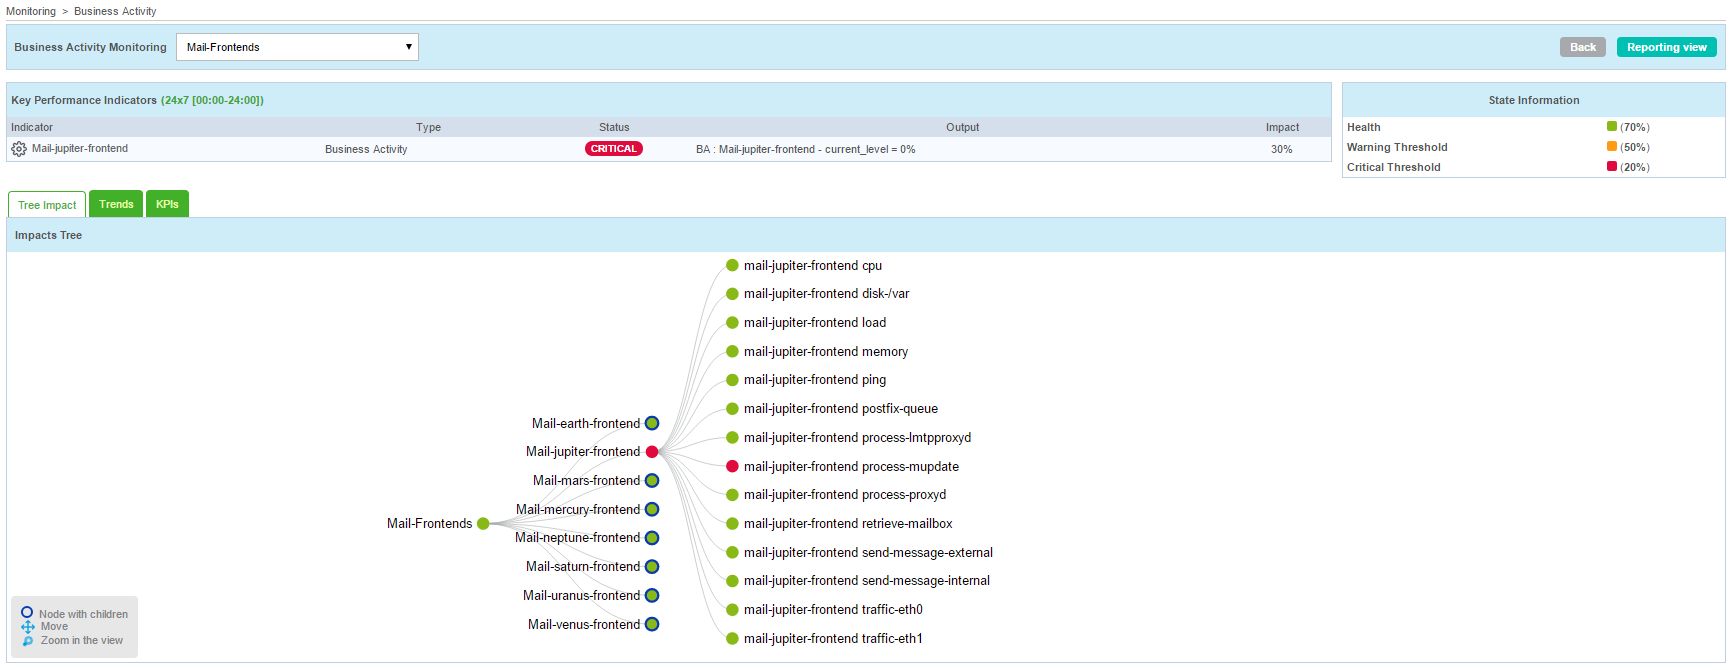 Monitoring > Business Activity
Business Activity Monitoring Mail-Frontends Back Reporting view
Key Performance Indicators (24x7 [00:00-24:00])
Indicator Type Status Output Impact
Mail-jupiter-frontend Business Activity CRITICAL BA : Mail-jupiter-frontend - current_level = 0% 30%
State Information
Health (70%)
Warning Threshold (50%)
Critical Threshold (20%)
Tree Impact Trends KPIs
Impacts Tree
Mail-Frontends
Mail-earth-frontend
Mail-jupiter-frontend
Mail-mars-frontend
Mail-mercury-frontend
Mail-neptune-frontend
Mail-saturn-frontend
Mail-uranus-frontend
Mail-venus-frontend
mail-jupiter-frontend cpu
mail-jupiter-frontend disk-/var
mail-jupiter-frontend load
mail-jupiter-frontend memory
mail-jupiter-frontend ping
mail-jupiter-frontend postfix-queue
mail-jupiter-frontend process-lmtpproxyd
mail-jupiter-frontend process-mupdate
mail-jupiter-frontend process-proxyd
mail-jupiter-frontend retrieve-mailbox
mail-jupiter-frontend send-message-external
mail-jupiter-frontend send-message-internal
mail-jupiter-frontend traffic-eth0
mail-jupiter-frontend traffic-eth1
Node with children
Move
Zoom in the view